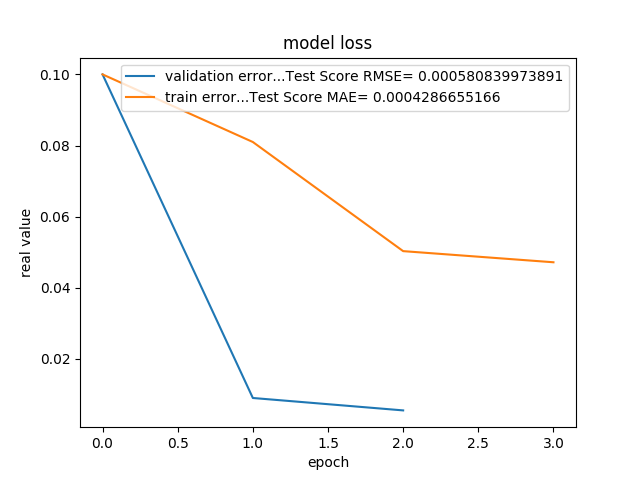 model loss
validation error...Test Score RMSE= 0.000580839973891
train error...Test Score MAE= 0.0004286655166
real value
0.10
0.08
0.06
0.04
0.02
0.0 0.5 1.0 1.5 2.0 2.5 3.0
epoch